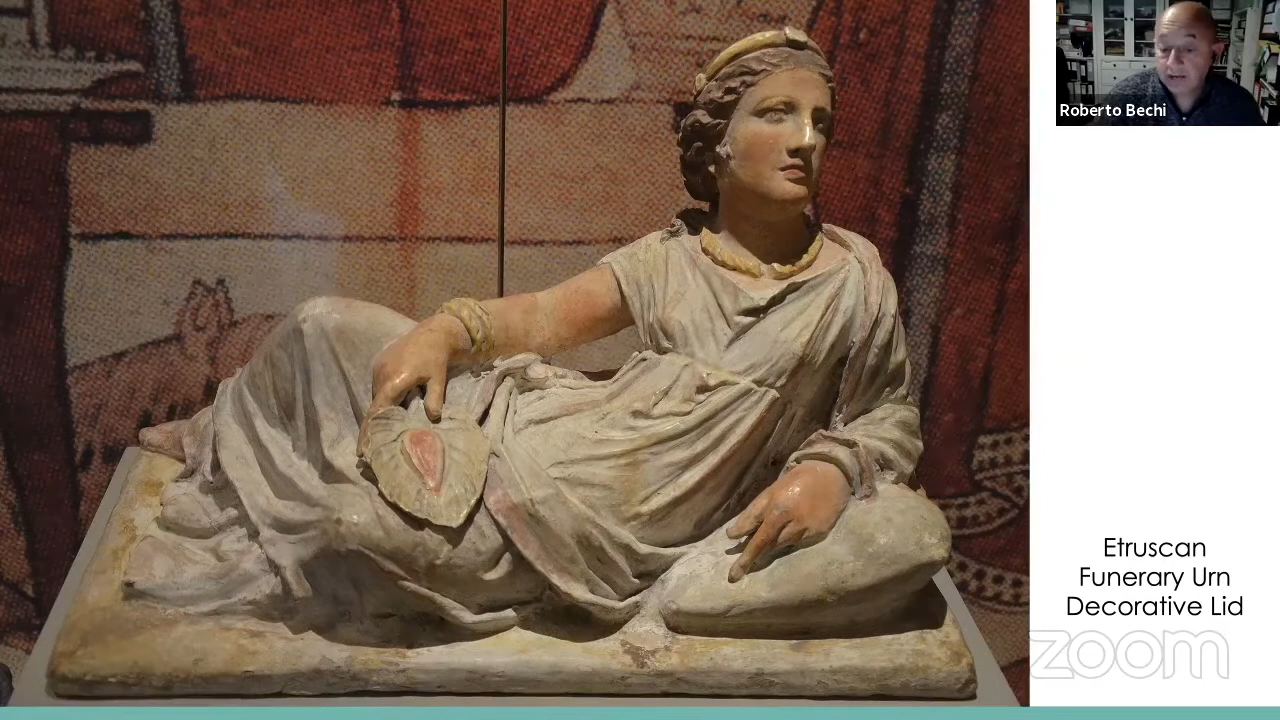 Roberto Bechi
Etruscan
Funerary Urn
Decorative Lid
zoom